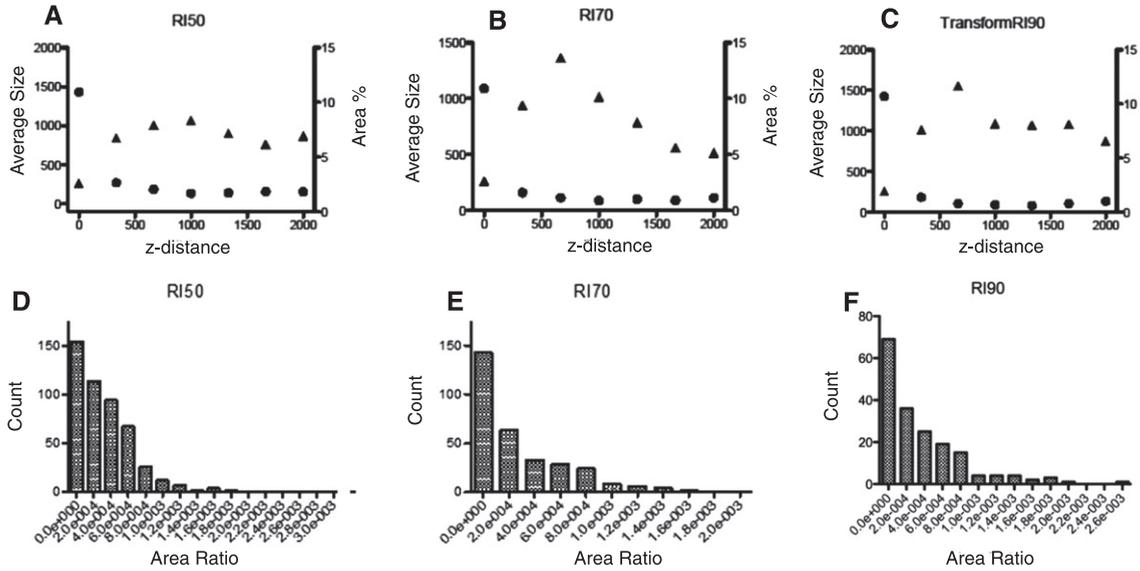 A
RI50
2000
1500
1000
500
0
Average Size
15
10
5
0
Area %
0 500 1000 1500 2000
z-distance
B
RI70
1500
1000
500
0
Average Size
15
10
5
0
Area %
0 500 1000 1500 2000
z-distance
C
TransformRI90
2000
1500
1000
500
0
Average Size
15
10
5
0
0 500 1000 1500 2000
z-distance
D
RI50
150
100
50
0
Count
0.0e+000 2.0e-004 4.0e-004 6.0e-004 8.0e-004 1.0e-003 1.2e-003 1.4e-003 1.6e-003 1.8e-003 2.0e-003 2.2e-003 2.4e-003 2.6e-003 2.8e-003 3.0e-003
Area Ratio
E
RI70
150
100
50
0
Count
0.0e+000 2.0e-004 4.0e-004 6.0e-004 8.0e-004 1.0e-003 1.2e-003 1.4e-003 1.6e-003 1.8e-003 2.0e-003
Area Ratio
F
RI90
80
60
40
20
0
Count
0.0e+000 2.0e-004 4.0e-004 6.0e-004 8.0e-004 1.0e-003 1.2e-003 1.4e-003 1.6e-003 1.8e-003 2.0e-003 2.2e-003 2.4e-003 2.6e-003
Area Ratio